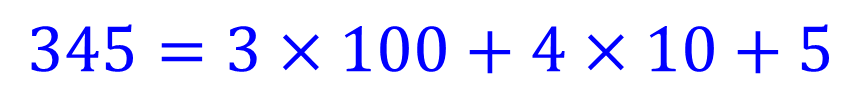 345 = 3 × 100 + 4 × 10 + 5